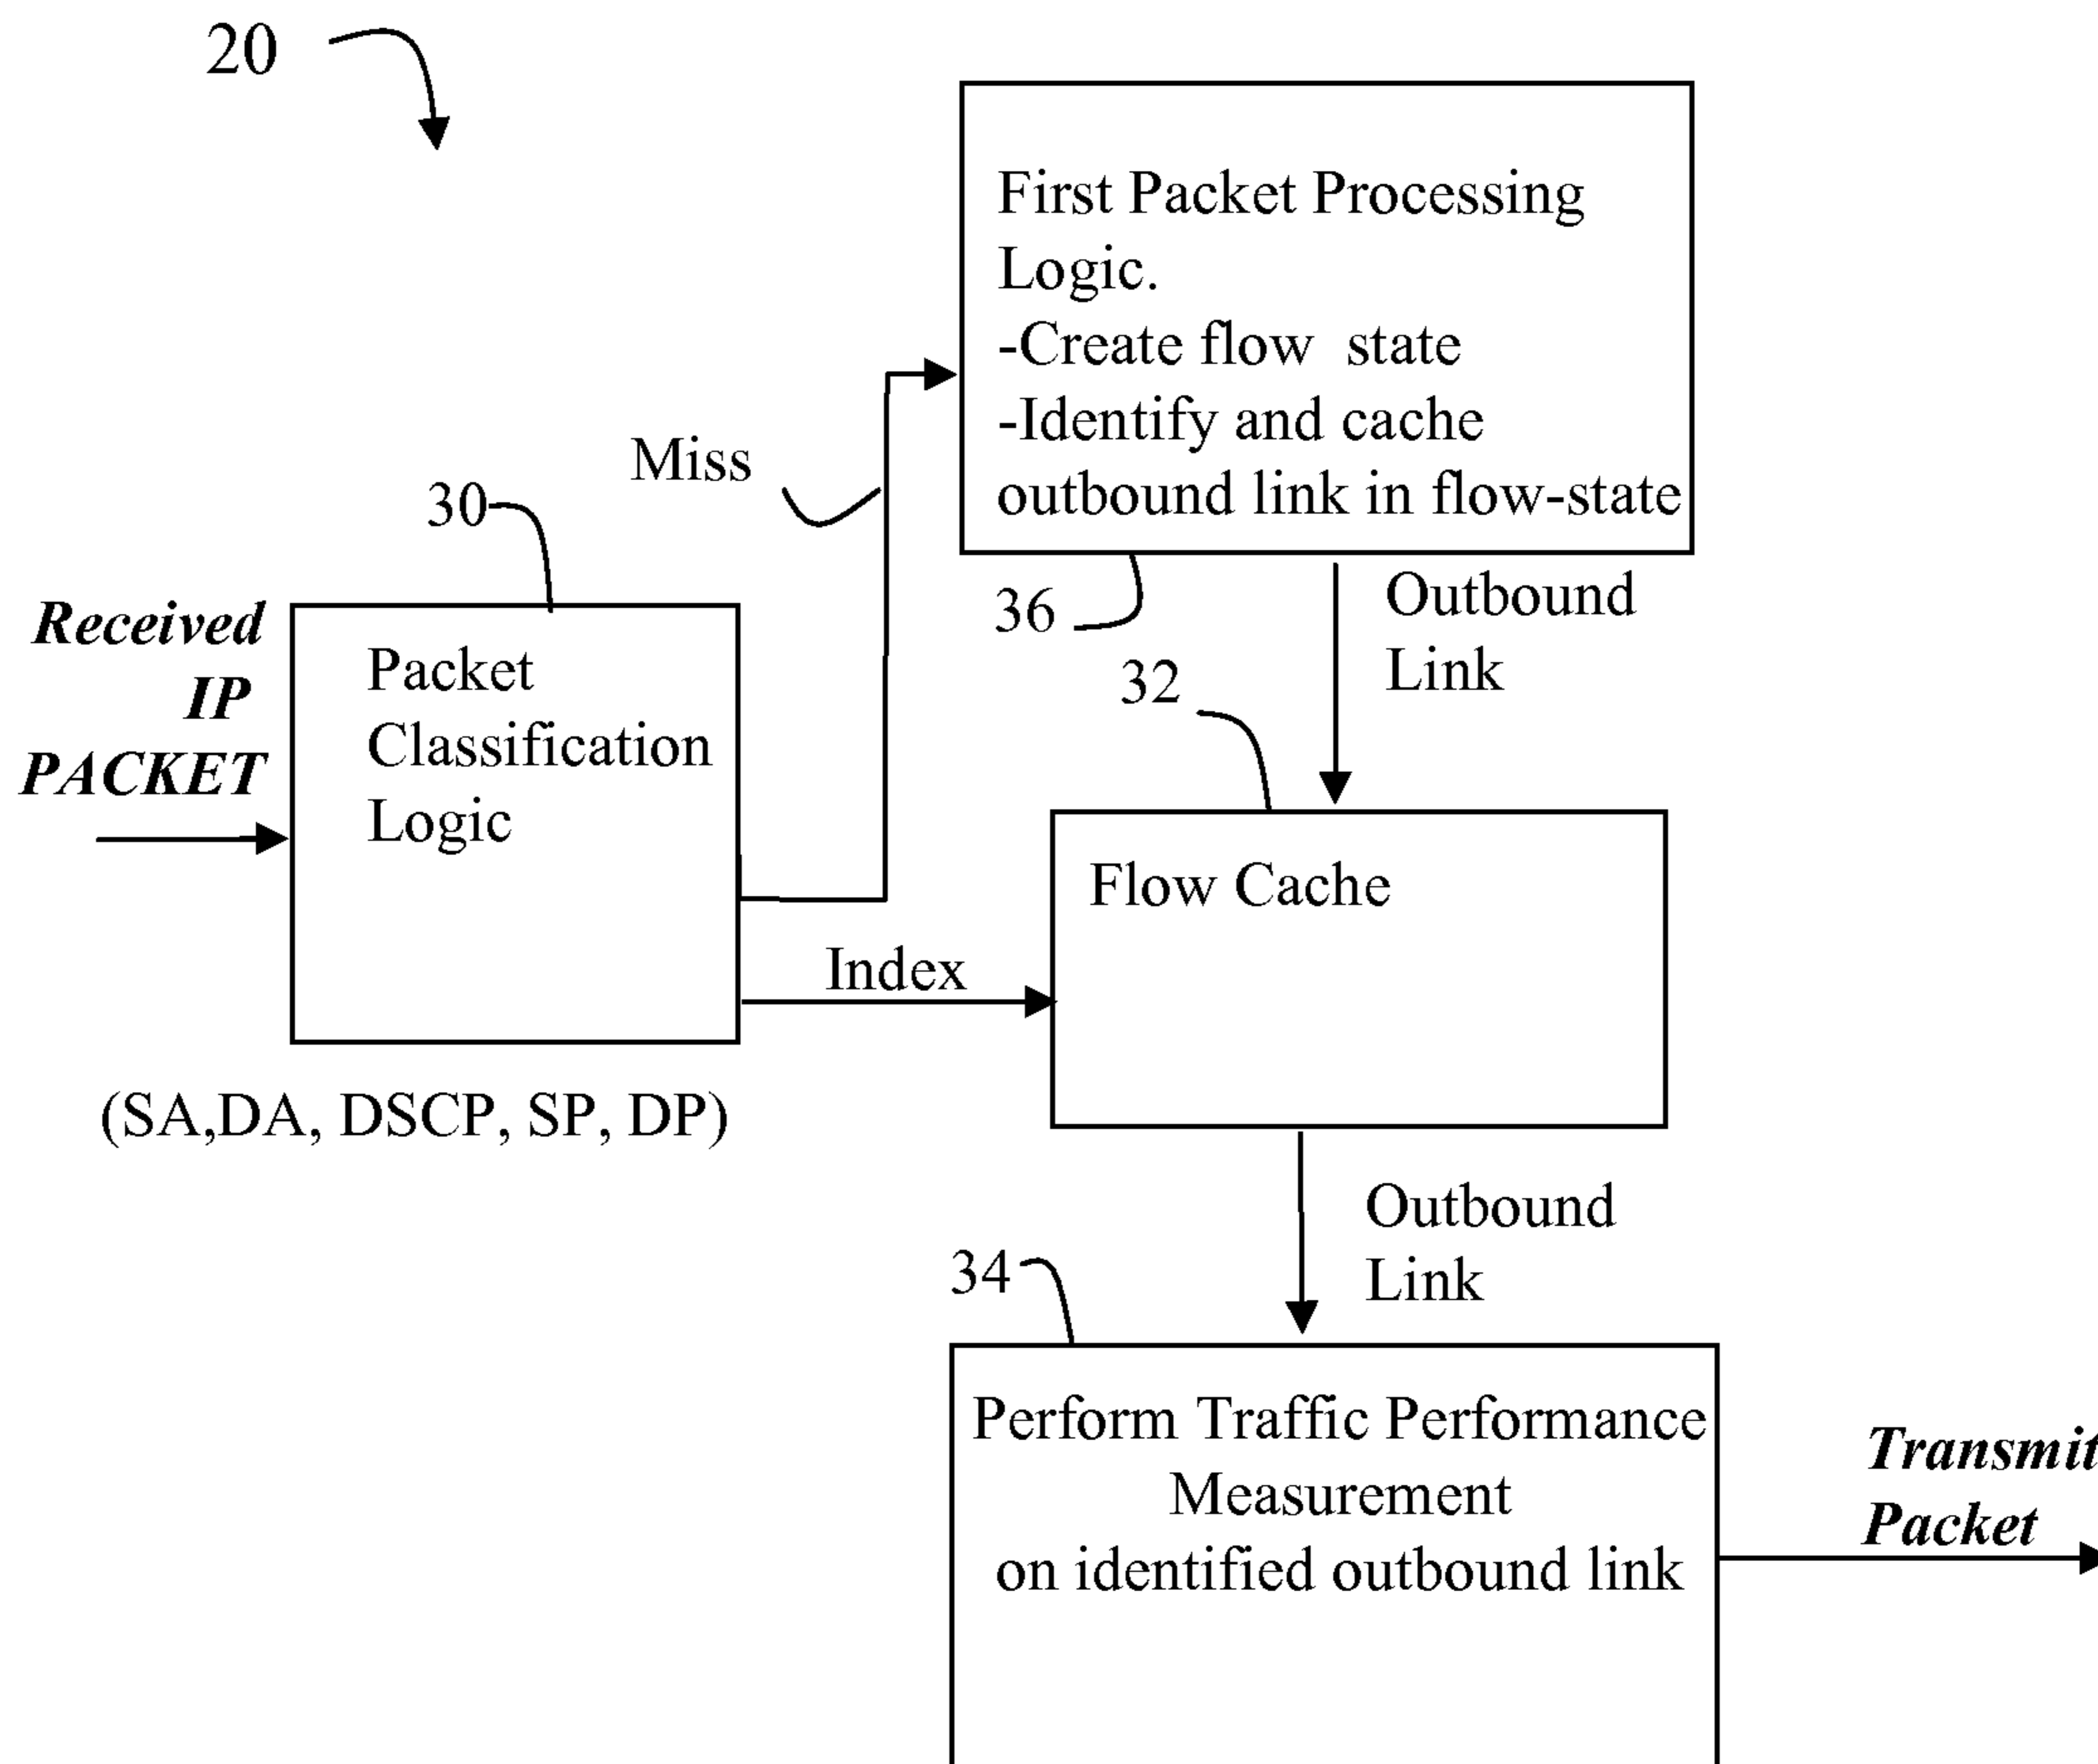 20
First Packet Processing
Logic.
-Create flow state
-Identify and cache
outbound link in flow-state
Miss
30
36
Outbound
Link
Received
IP
PACKET
Packet
Classification
Logic
32
Flow Cache
Index
(SA,DA, DSCP, SP, DP)
Outbound
Link
34
Perform Traffic Performance
Measurement
on identified outbound link
Transmit
Packet